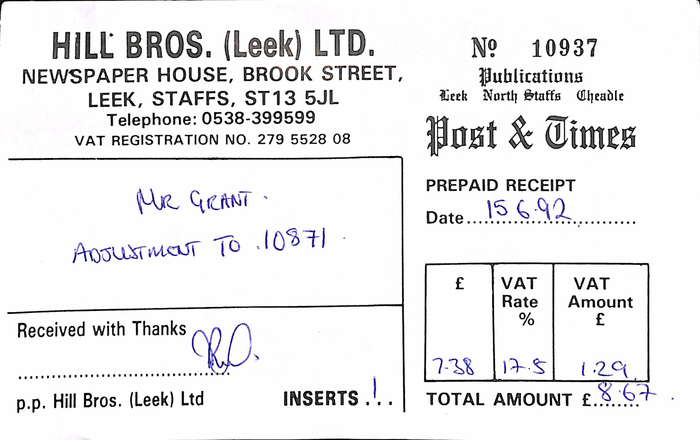 HILL BROS. (Leek) LTD.
NEWSPAPER HOUSE, BROOK STREET,
LEEK, STAFFS, ST13 5JL
Telephone: 0538-399599
VAT REGISTRATION NO. 279 5528 08
Nº 10937
Publications
Leek North Staffs Cheadle
Post & Times
PREPAID RECEIPT
Date 15 6.92
MR GRANT.
ADJUSTMENT TO 10871
£ VAT Rate % VAT Amount £
7.38 17.5 1.29
TOTAL AMOUNT £ 8.67
Received with Thanks
p.p. Hill Bros. (Leek) Ltd
INSERTS 1